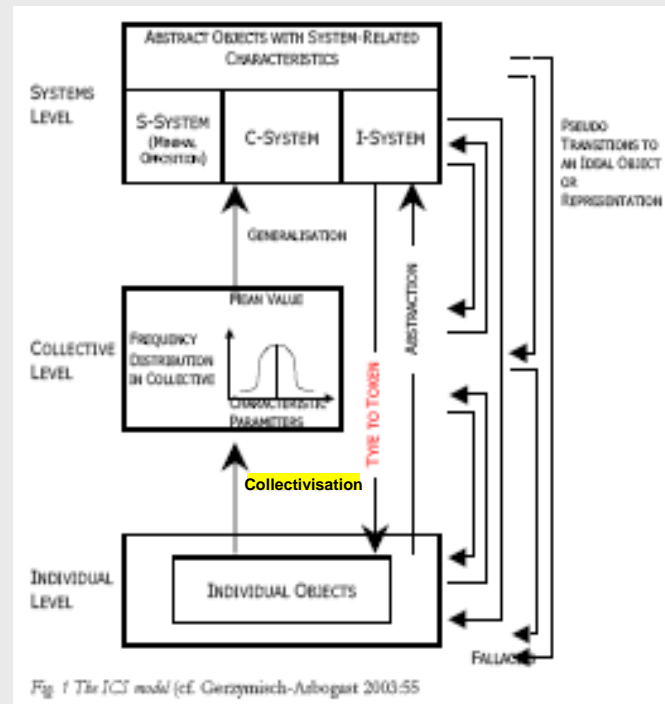 ABSTRACT OBJECTS WITH SYSTEM-RELATED
CHARACTERISTICS
SYSTEMS
LEVEL
S-SYSTEM
(MINIMAL
OPPOSITION)
C-SYSTEM
I-SYSTEM
PSEUDO
TRANSITIONS TO
AN IDEAL OBJECT
OR
REPRESENTATION
GENERALISATION
ABSTRACTION
TYPE TO TOKEN
MEAN VALUE
COLLECTIVE
LEVEL
FREQUENCY
DISTRIBUTION
IN COLLECTIVE
CHARACTERISTIC
PARAMETERS
Collectivisation
INDIVIDUAL
LEVEL
INDIVIDUAL OBJECTS
Fig. 1 The ICS model (cf. Gerzymisch-Arbogast 2003:55